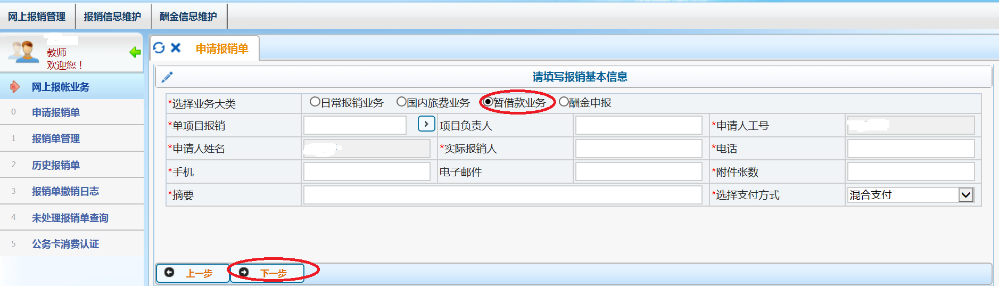 网上报销管理 报销信息维护 酬金信息维护
教师
欢迎您！
申请报销单
网上报帐业务
0 申请报销单
1 报销单管理
2 历史报销单
3 报销单撤销日志
4 未处理报销单查询
5 公务卡消费认证
请填写报销基本信息
*选择业务大类 日常报销业务 国内旅费业务 暂借款业务 酬金申报
*单项目报销 > 项目负责人 *申请人工号
*申请人姓名 *实际报销人 *电话
*手机 电子邮件 *附件张数
*摘要 *选择支付方式 混合支付
上一步 下一步